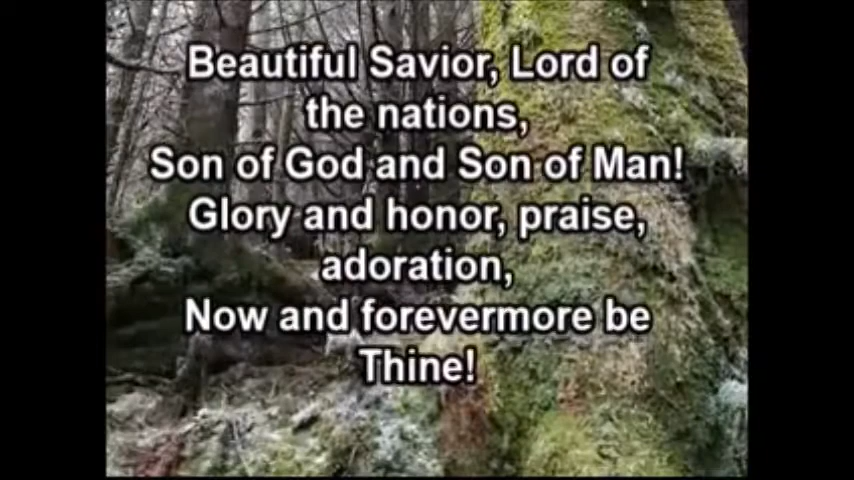 Beautiful Savior, Lord of
the nations,
Son of God and Son of Man!
Glory and honor, praise,
adoration,
Now and forevermore be
Thine!